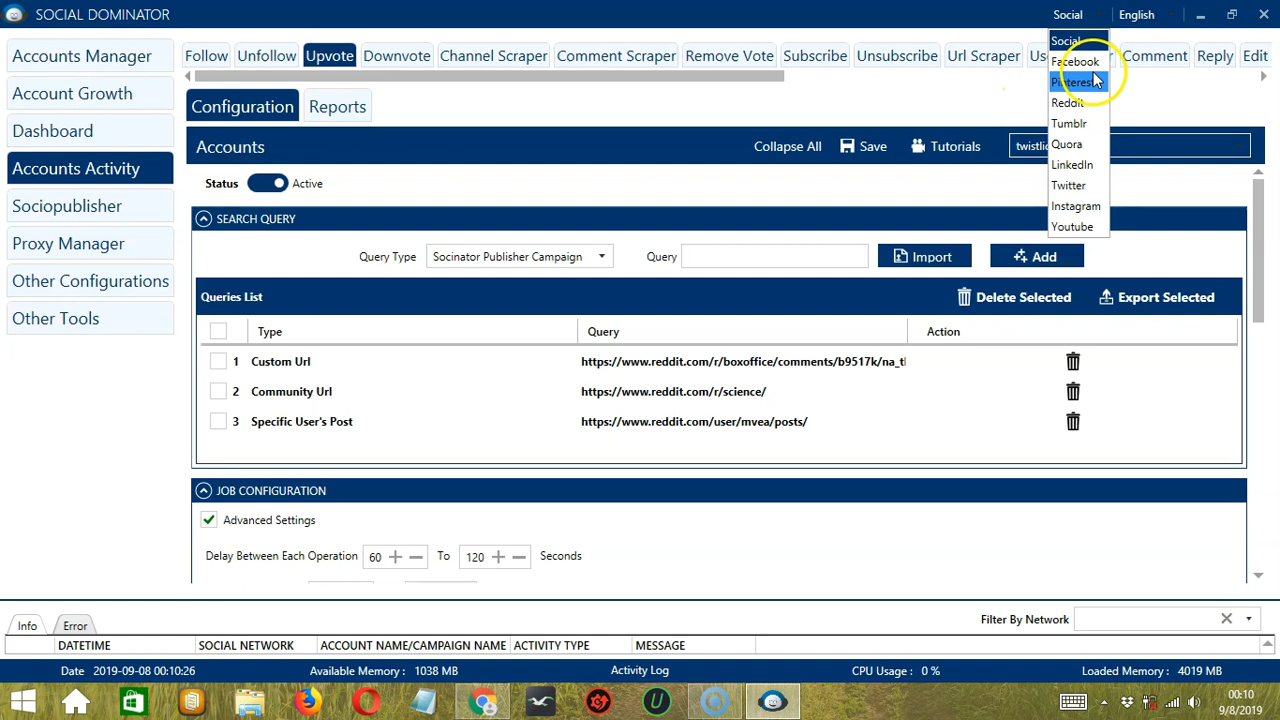 SOCIAL DOMINATOR
Social
English
Accounts Manager
Account Growth
Dashboard
Accounts Activity
Sociopublisher
Proxy Manager
Other Configurations
Other Tools
Follow
Unfollow
Upvote
Downvote
Channel Scraper
Comment Scraper
Remove Vote
Subscribe
Unsubscribe
Url Scraper
Comment
Reply
Edit
Social
Facebook
Pinterest
Reddit
Tumblr
Quora
LinkedIn
Twitter
Instagram
Youtube
Configuration
Reports
Accounts
Collapse All
Save
Tutorials
Status
Active
SEARCH QUERY
Query Type
Socinator Publisher Campaign
Query
Import
Add
Queries List
Delete Selected
Export Selected
Type Query Action
1 Custom Url https://www.reddit.com/r/boxoffice/comments/b9517k/na_tl
2 Community Url https://www.reddit.com/r/science/
3 Specific User's Post https://www.reddit.com/user/mvea/posts/
JOB CONFIGURATION
Advanced Settings
Delay Between Each Operation 60 To 120 Seconds
Info
Error
Filter By Network
DATETIME SOCIAL NETWORK ACCOUNT NAME/CAMPAIGN NAME ACTIVITY TYPE MESSAGE
Date 2019-09-08 00:10:26 Available Memory : 1038 MB Activity Log CPU Usage : 0 % Loaded Memory : 4019 MB
00:10
9/8/2019